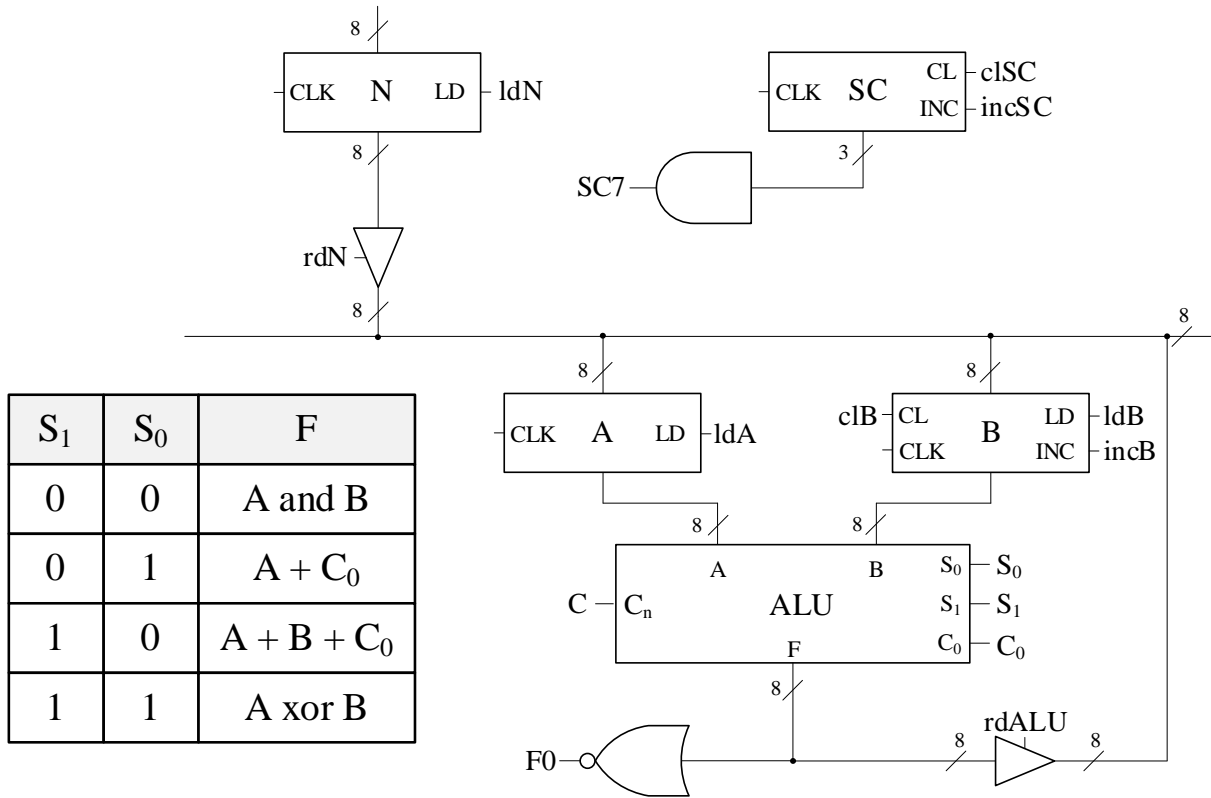 8
CLK N LD ldN
8
rdN
8
CLK SC CL clSC
INC incSC
3
SC7
8
8
8
CLK A LD ldA
clB CL B LD ldB
CLK INC incB
8
8
A B S₀ S₀
C Cₙ ALU S₁ S₁
F C₀ C₀
8
rdALU
F0 8 8
S₁ S₀ F
0 0 A and B
0 1 A + C₀
1 0 A + B + C₀
1 1 A xor B